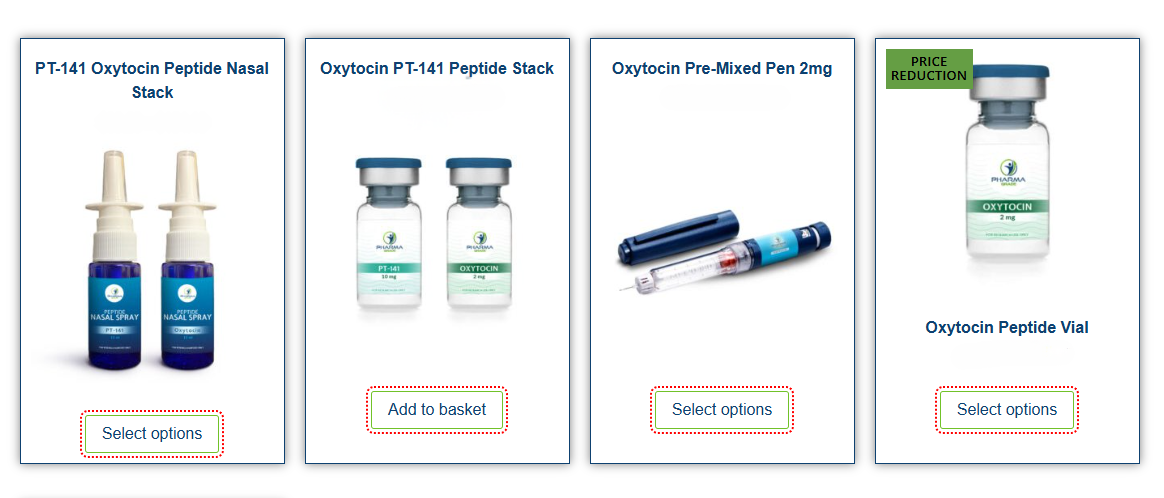 PT-141 Oxytocin Peptide Nasal
Stack
PHARMA
PEPTIDE
NASAL SPRAY
PT-141
PHARMA
PEPTIDE
NASAL SPRAY
Oxytocin
Select options
Oxytocin PT-141 Peptide Stack
PHARMA
PT-141
10 mg
PHARMA
OXYTOCIN
2 mg
Add to basket
Oxytocin Pre-Mixed Pen 2mg
Select options
PRICE
REDUCTION
PHARMA
OXYTOCIN
2 mg
Oxytocin Peptide Vial
Select options